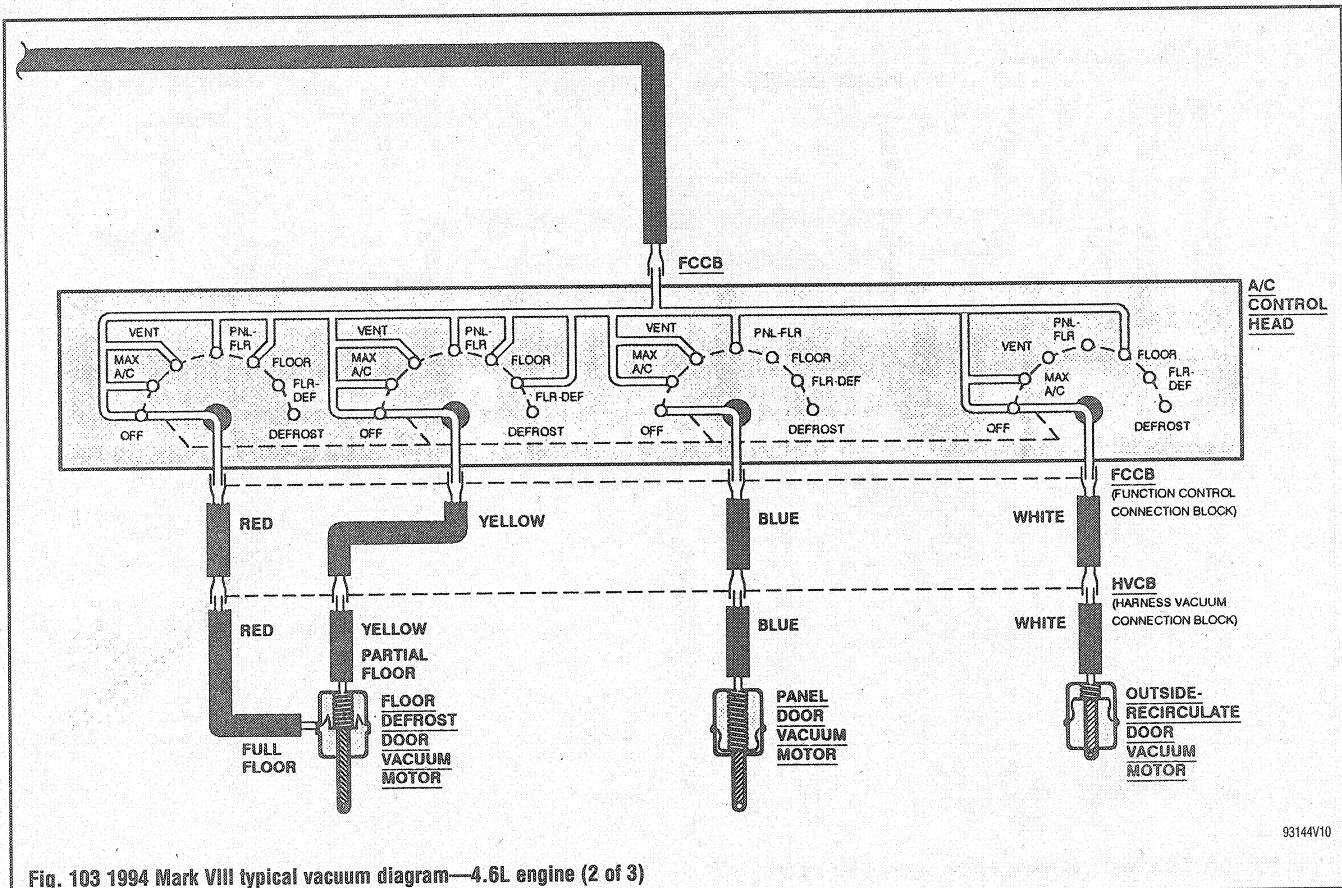 FCCB
A/C
CONTROL
HEAD
VENT
PNL-
FLR
MAX
A/C
FLOOR
FLR-
DEF
OFF
DEFROST
VENT
PNL-
FLR
MAX
A/C
FLOOR
FLR-DEF
OFF
DEFROST
VENT
PNL-FLR
MAX
A/C
FLOOR
FLR-DEF
OFF
DEFROST
VENT
PNL-
FLR
MAX
A/C
FLOOR
FLR-
DEF
OFF
DEFROST
RED
YELLOW
BLUE
WHITE
FCCB
(FUNCTION CONTROL
CONNECTION BLOCK)
HVCB
(HARNESS VACUUM
CONNECTION BLOCK)
RED
YELLOW
PARTIAL
FLOOR
BLUE
WHITE
FULL
FLOOR
FLOOR
DEFROST
DOOR
VACUUM
MOTOR
PANEL
DOOR
VACUUM
MOTOR
OUTSIDE-
RECIRCULATE
DOOR
VACUUM
MOTOR
93144V10
Fig. 103 1994 Mark VIII typical vacuum diagram—4.6L engine (2 of 3)